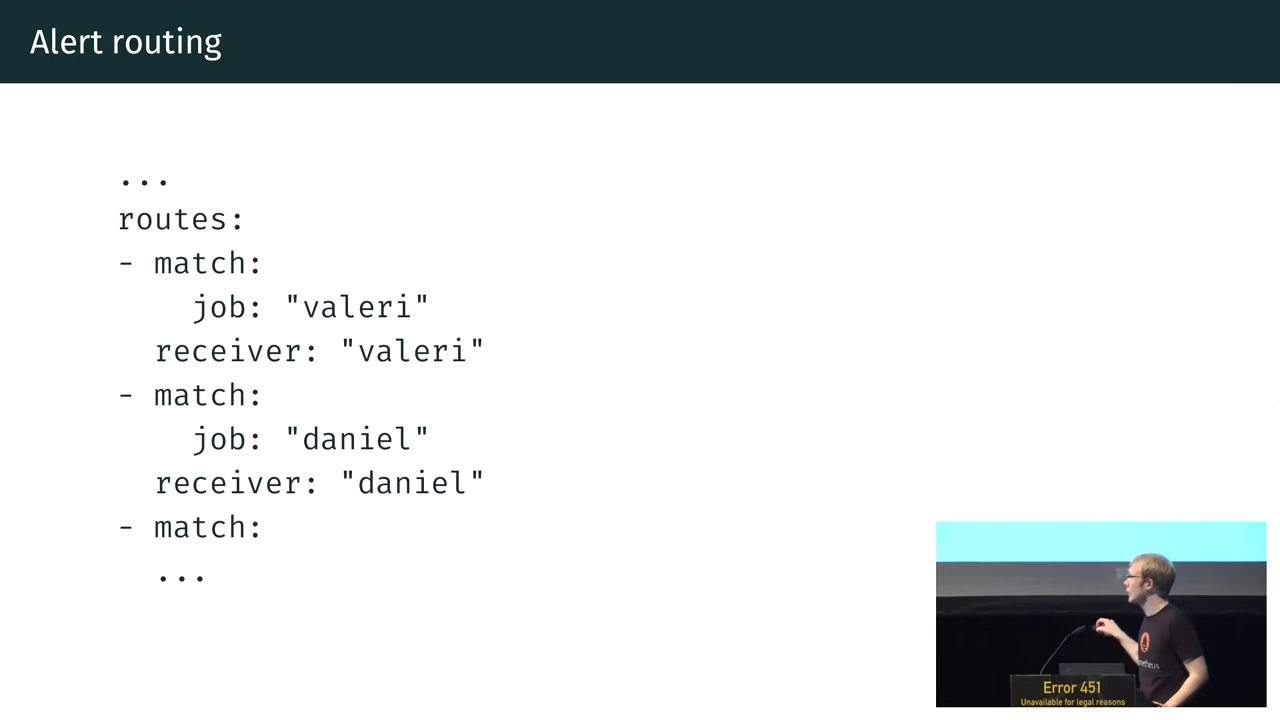 Alert routing
...
routes:
- match:
job: "valeri"
receiver: "valeri"
- match:
job: "daniel"
receiver: "daniel"
- match:
...
Error 451
Unavailable for legal reasons